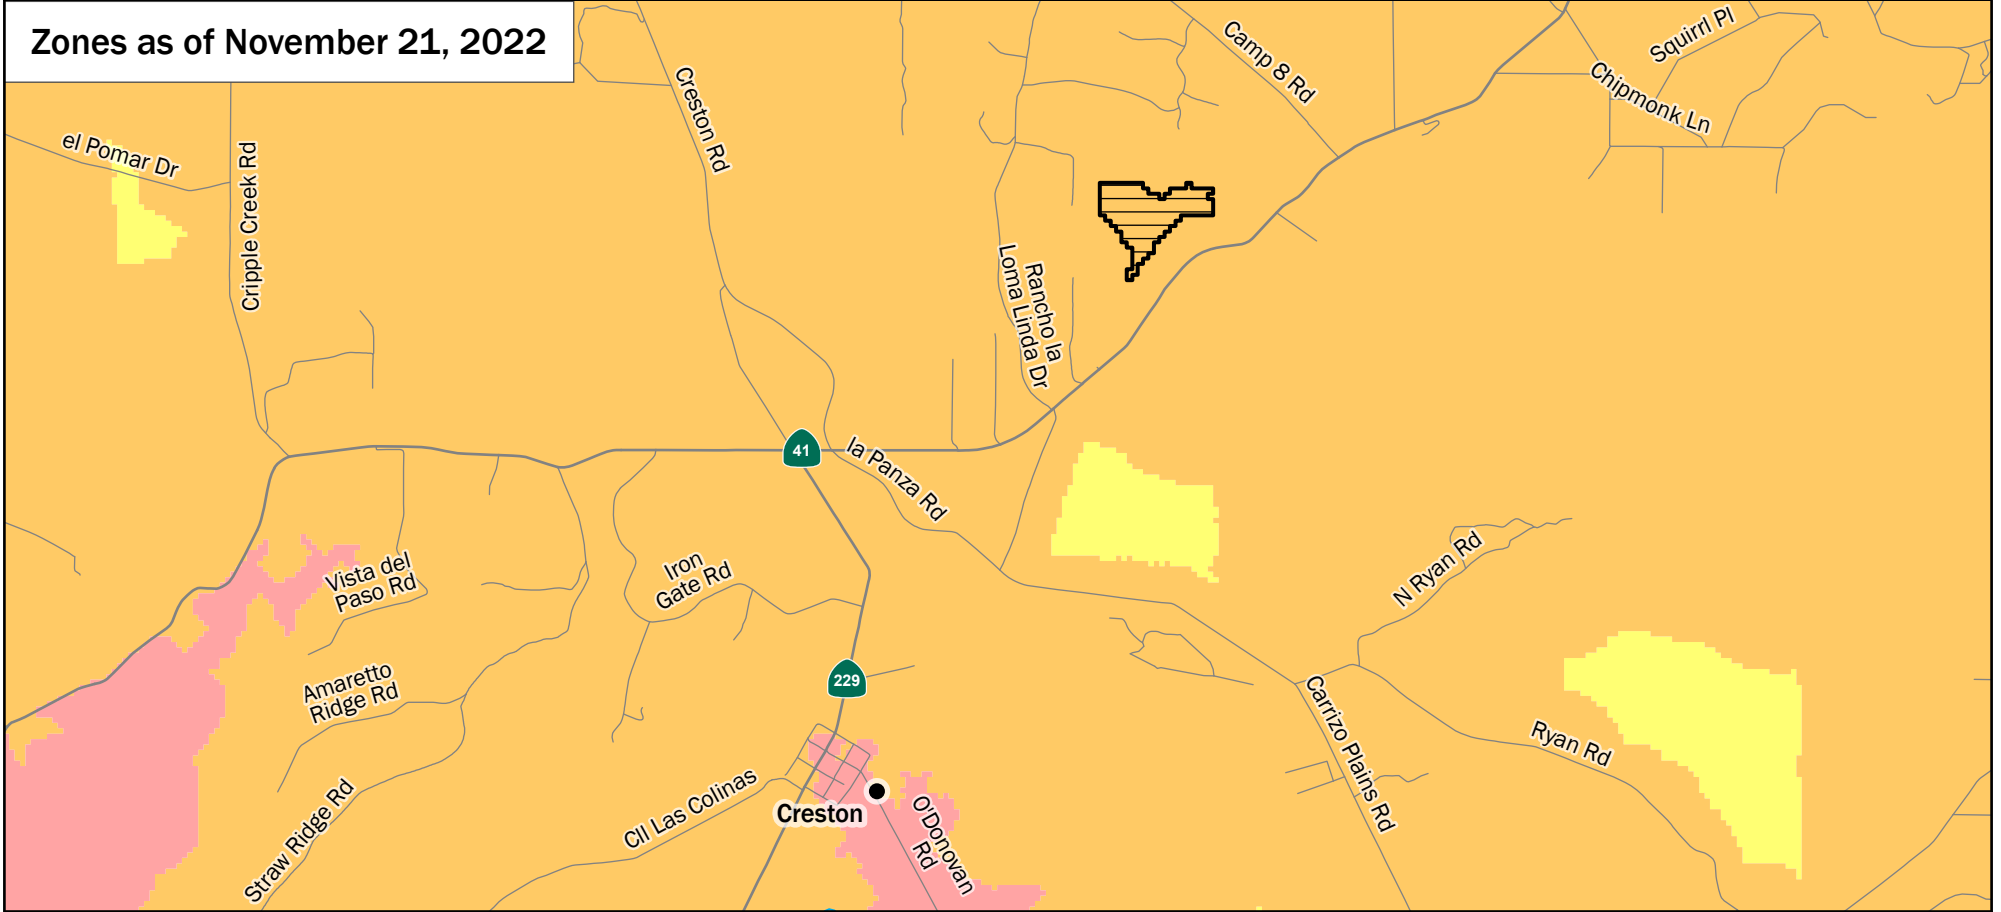 Zones as of November 21, 2022
Squirrl Pl
Camp 8 Rd
Chipmonk Ln
Creston Rd
el Pomar Dr
Cripple Creek Rd
Rancho la
Loma Linda Dr
41
la Panza Rd
N Ryan Rd
Vista del
Paso Rd
Iron
Gate Rd
229
Amaretto
Ridge Rd
Carrizo Plains Rd
Ryan Rd
Straw Ridge Rd
Cll Las Colinas
Creston
O'Donovan
Rd